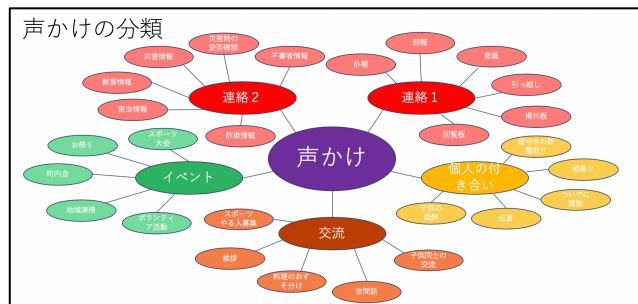 声かけの分類
災害時の
安否確認
災害情報
不審者情報
獣害情報
連絡２
害虫情報
詐欺情報
朗報
訃報
悲報
引っ越し
連絡１
掲示板
回覧板
声かけ
スポーツ
大会
お祭り
町内会
イベント
地域清掃
ボランティ
ア活動
留守中の新
聞取り
個人の付
き合い
相乗り
ついでに
買物
子供の
面倒
伝言
スポーツ
やる人募集
交流
挨拶
料理のおす
そ分け
世間話
子供同士の
交流